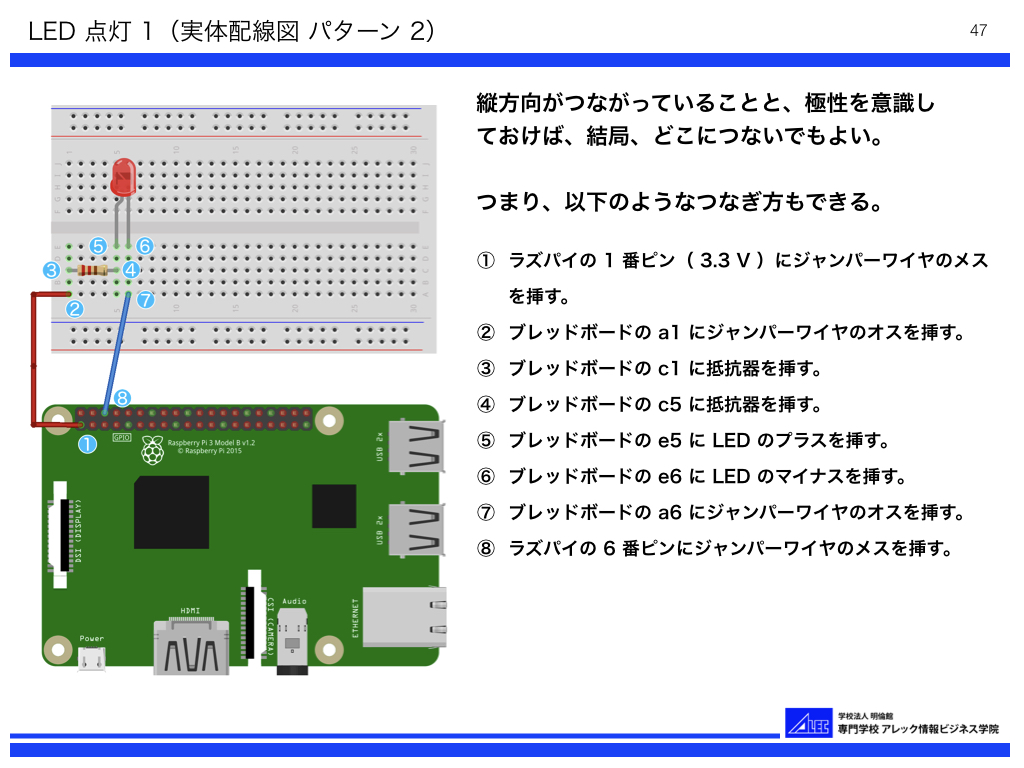 LED 点灯 1（実体配線図 パターン 2）
47
縦方向がつながっていることと、極性を意識し
ておけば、結局、どこにつないでもよい。
つまり、以下のようなつなぎ方もできる。
① ラズパイの 1 番ピン（ 3.3 V ）にジャンパーワイヤのメス
を挿す。
② ブレッドボードの a1 にジャンパーワイヤのオスを挿す。
③ ブレッドボードの c1 に抵抗器を挿す。
④ ブレッドボードの c5 に抵抗器を挿す。
⑤ ブレッドボードの e5 に LED のプラスを挿す。
⑥ ブレッドボードの e6 に LED のマイナスを挿す。
⑦ ブレッドボードの a6 にジャンパーワイヤのオスを挿す。
⑧ ラズパイの 6 番ピンにジャンパーワイヤのメスを挿す。
1 5 10 15 20 25 30
⑤ ⑥
③ ④
② ⑦
1 5 10 15 20 25 30
⑧
①
GPIO
Raspberry Pi 3 Model B v1.2
© Raspberry Pi 2015
USB 2x
USB 2x
DSI (DISPLAY)
ETHERNET
CSI (CAMERA)
Audio
HDMI
Power
ALEC
学校法人 明倫館
専門学校 アレック情報ビジネス学院